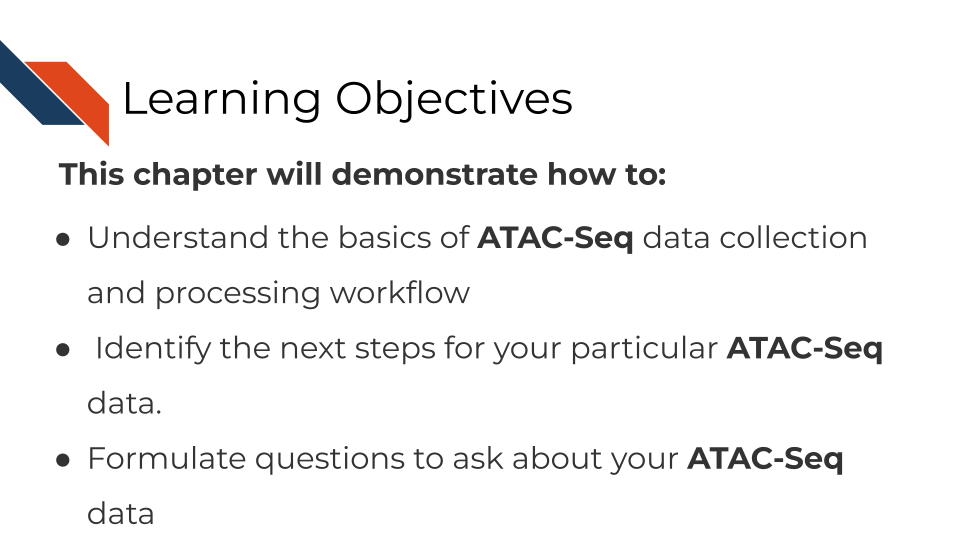 Learning Objectives
This chapter will demonstrate how to:
● Understand the basics of ATAC-Seq data collection
and processing workflow
● Identify the next steps for your particular ATAC-Seq
data.
● Formulate questions to ask about your ATAC-Seq
data